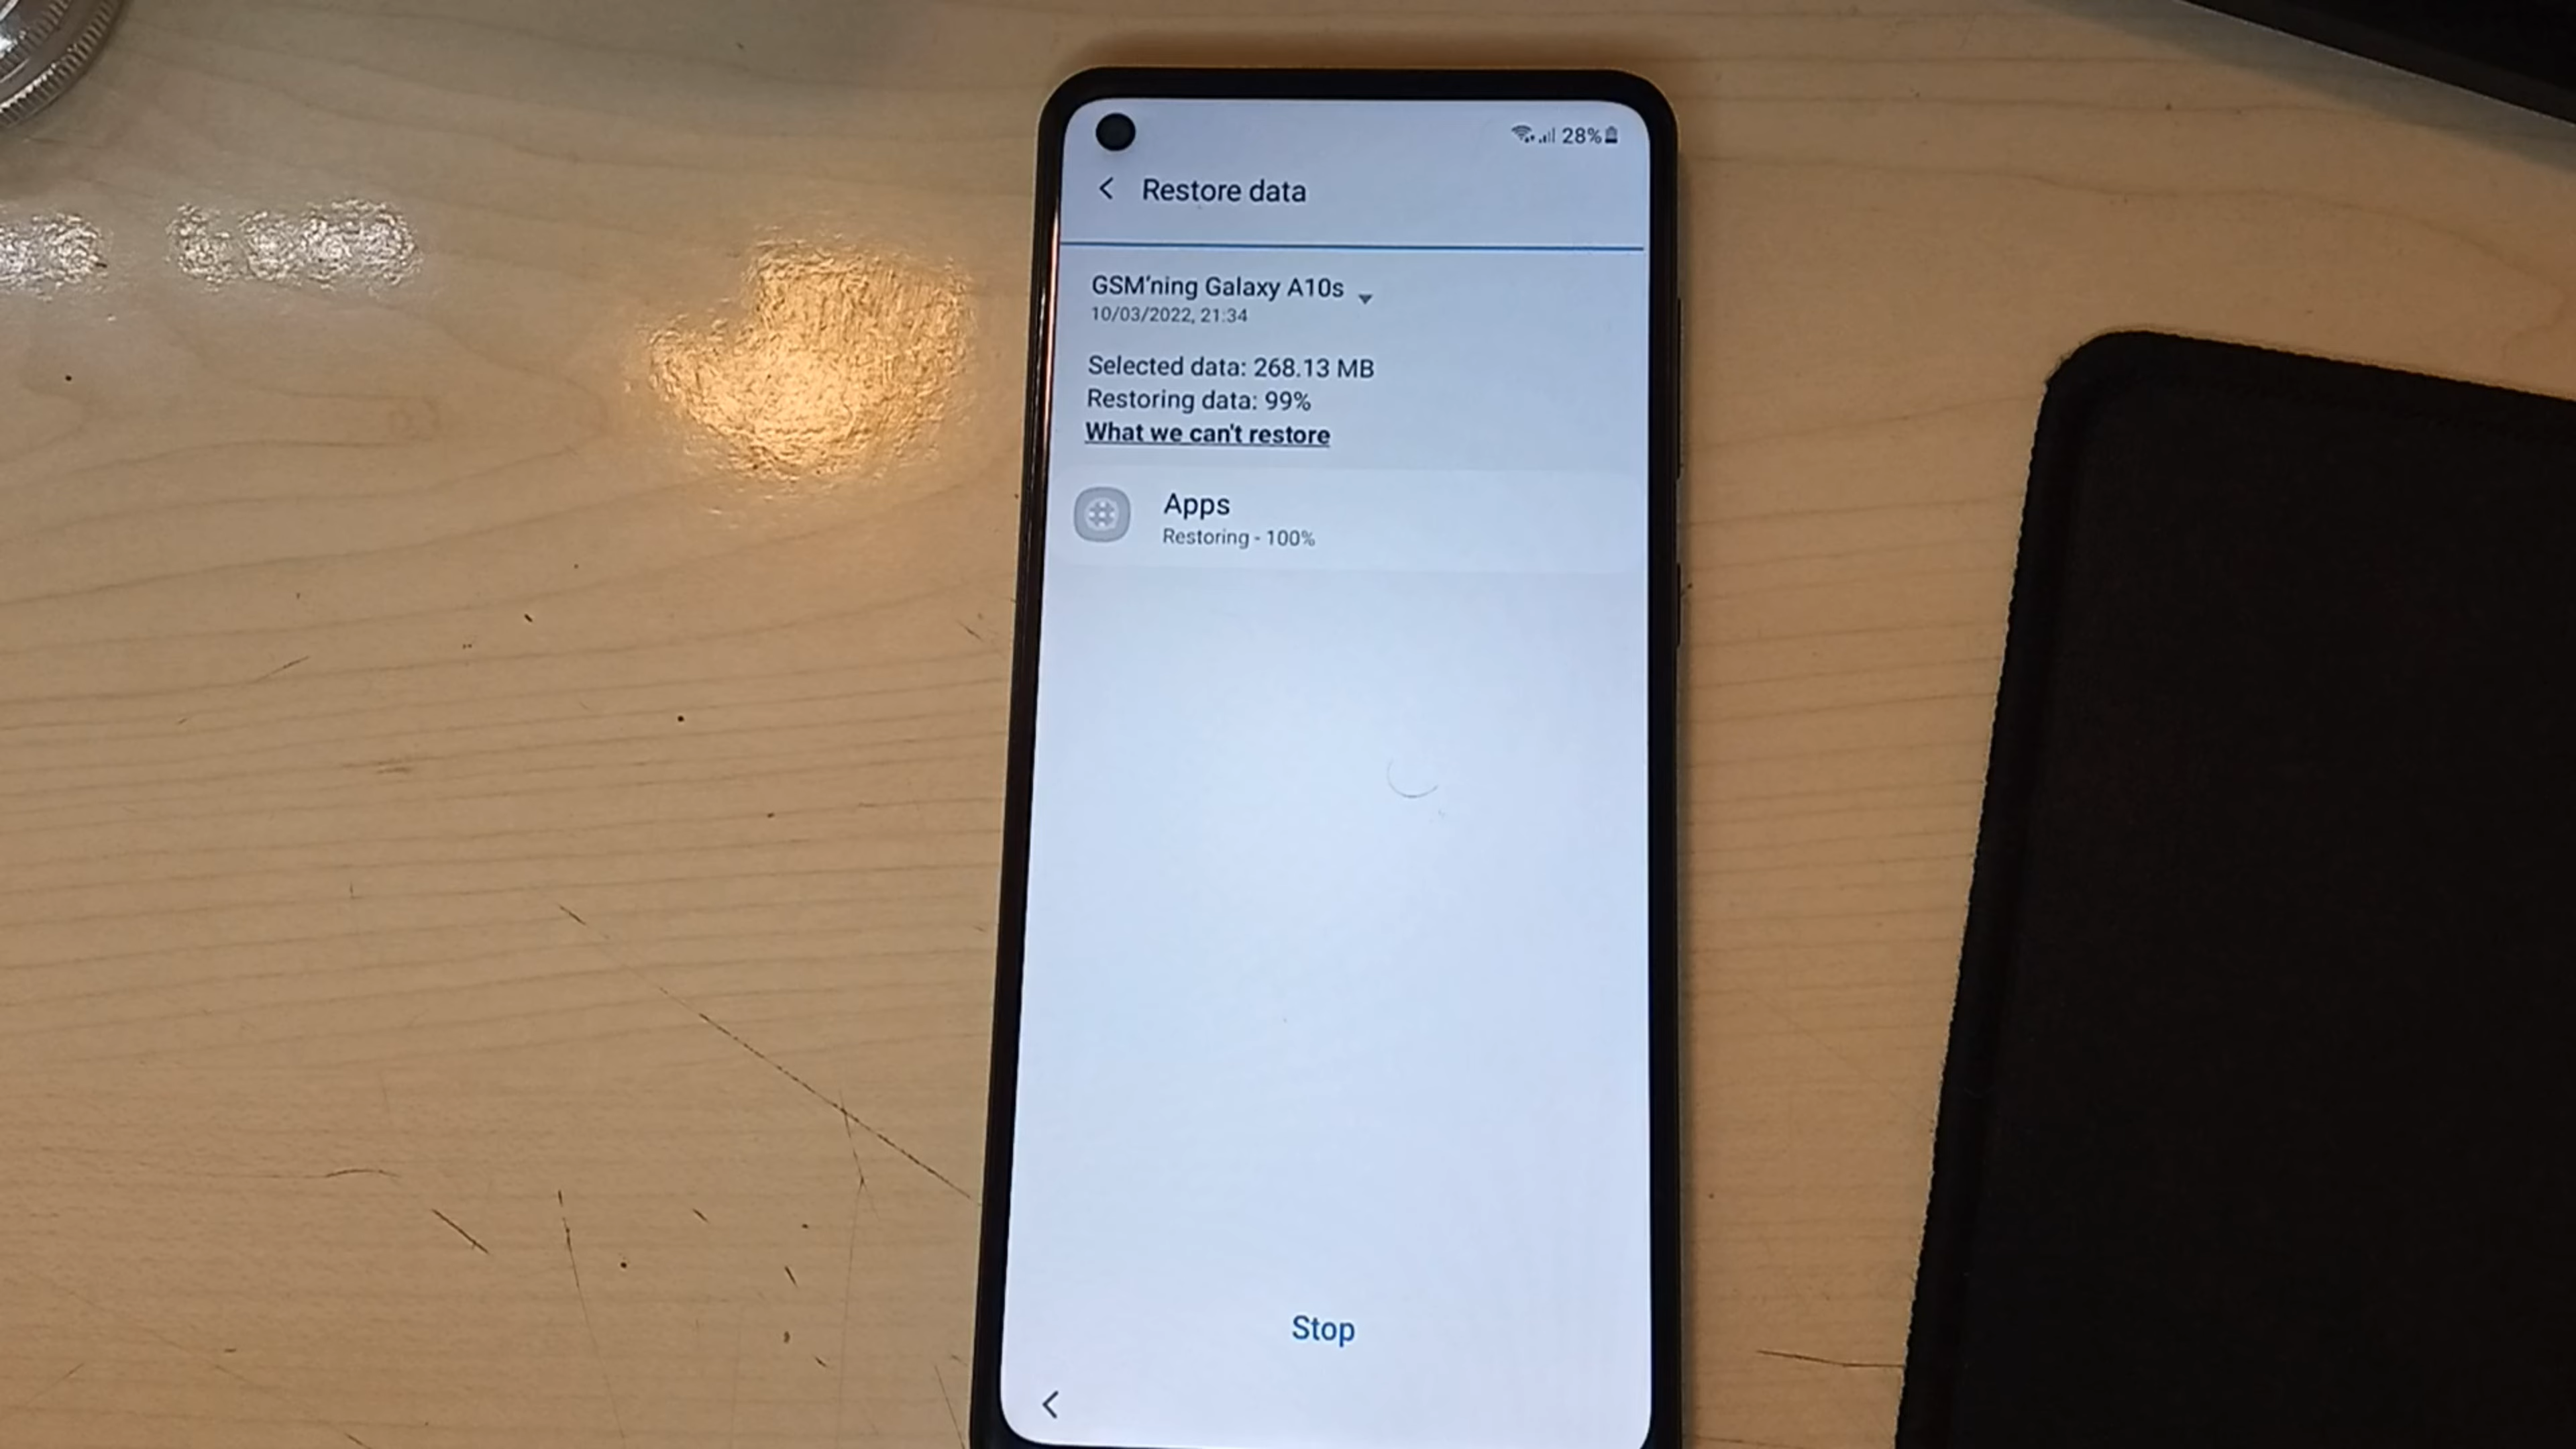 28%
Restore data
GSM'ning Galaxy A10s
10/03/2022, 21:34
Selected data: 268.13 MB
Restoring data: 99%
What we can't restore
Apps
Restoring - 100%
Stop